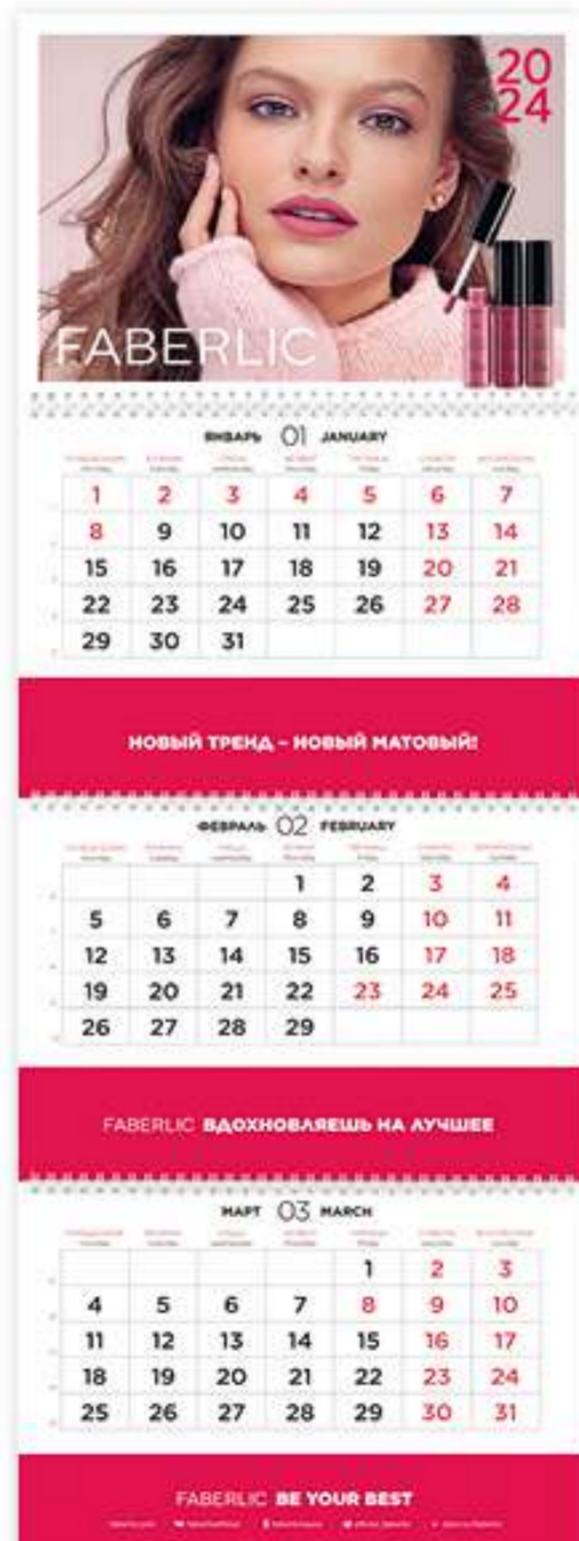 20
24
FABERLIC
ЯНВАРЬ 01 JANUARY
1 2 3 4 5 6 7
8 9 10 11 12 13 14
15 16 17 18 19 20 21
22 23 24 25 26 27 28
29 30 31
НОВЫЙ ТРЕНД – НОВЫЙ МАТОВЫЙ!
ФЕВРАЛЬ 02 FEBRUARY
1 2 3 4
5 6 7 8 9 10 11
12 13 14 15 16 17 18
19 20 21 22 23 24 25
26 27 28 29
FABERLIC ВДОХНОВЛЯЕШЬ НА ЛУЧШЕЕ
МАРТ 03 MARCH
1 2 3
4 5 6 7 8 9 10
11 12 13 14 15 16 17
18 19 20 21 22 23 24
25 26 27 28 29 30 31
FABERLIC BE YOUR BEST